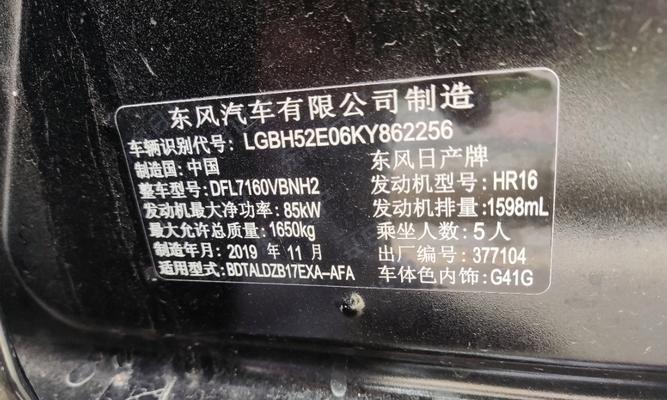 东风汽车有限公司制造
车辆识别代号: LGBH52E06KY862256
制造国: 中国 东风日产牌
整车型号: DFL7160VBNH2 发动机型号: HR16
发动机最大净功率: 85kW 发动机排量: 1598mL
最大允许总质量: 1650kg 乘坐人数: 5人
制造年月: 2019 年 11 月 出厂编号: 377104
适用型式: BDTALDZB17EXA-AFA 车体色内饰: G41G